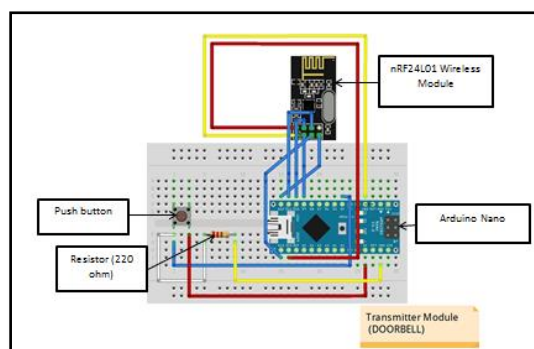 nRF24L01 Wireless
Module
Push button
Arduino Nano
Resistor (220
ohm)
Transmitter Module
(DOORBELL)